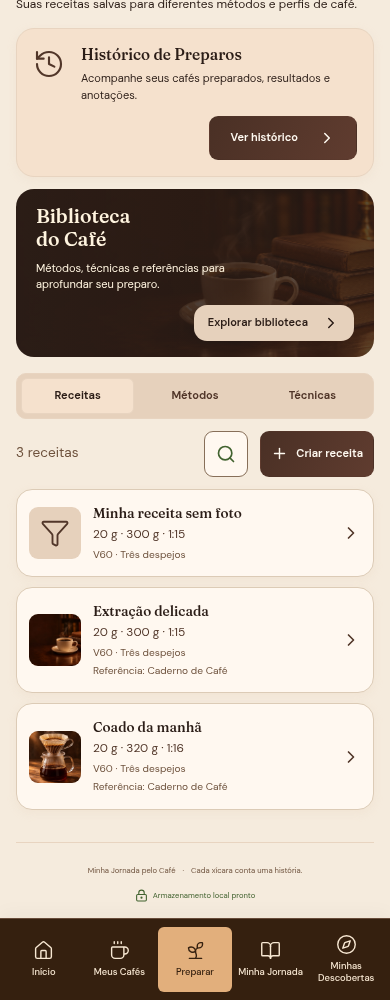 Suas receitas salvas para diferentes métodos e perfis de café.
Histórico de Preparos
Acompanhe seus cafés preparados, resultados e
anotações.
Ver histórico
Biblioteca
do Café
Métodos, técnicas e referências para
aprofundar seu preparo.
Explorar biblioteca
Receitas Métodos Técnicas
3 receitas
Criar receita
Minha receita sem foto
20 g · 300 g · 1:15
V60 · Três despejos
Extração delicada
20 g · 300 g · 1:15
V60 · Três despejos
Referência: Caderno de Café
Coado da manhã
20 g · 320 g · 1:16
V60 · Três despejos
Referência: Caderno de Café
Minha Jornada pelo Café · Cada xícara conta uma história.
Armazenamento local pronto
Início Meus Cafés Preparar Minha Jornada Minhas
Descobertas